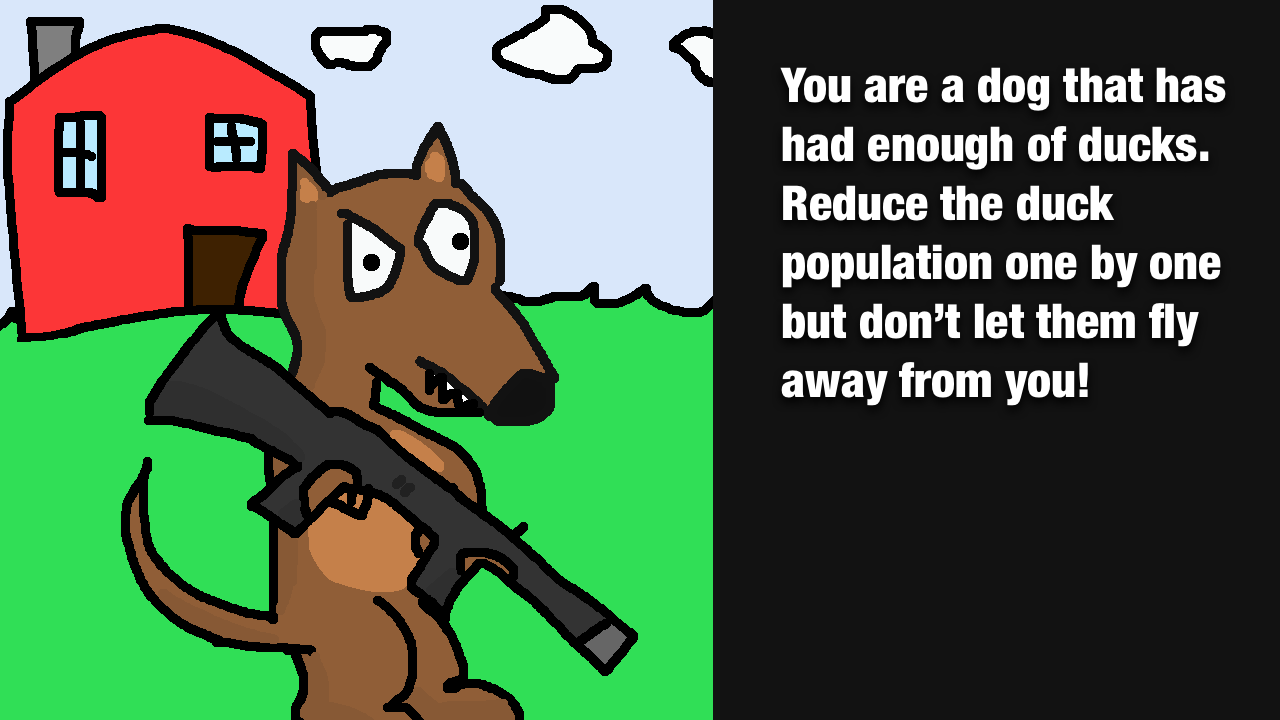 You are a dog that has
had enough of ducks.
Reduce the duck
population one by one
but don’t let them fly
away from you!